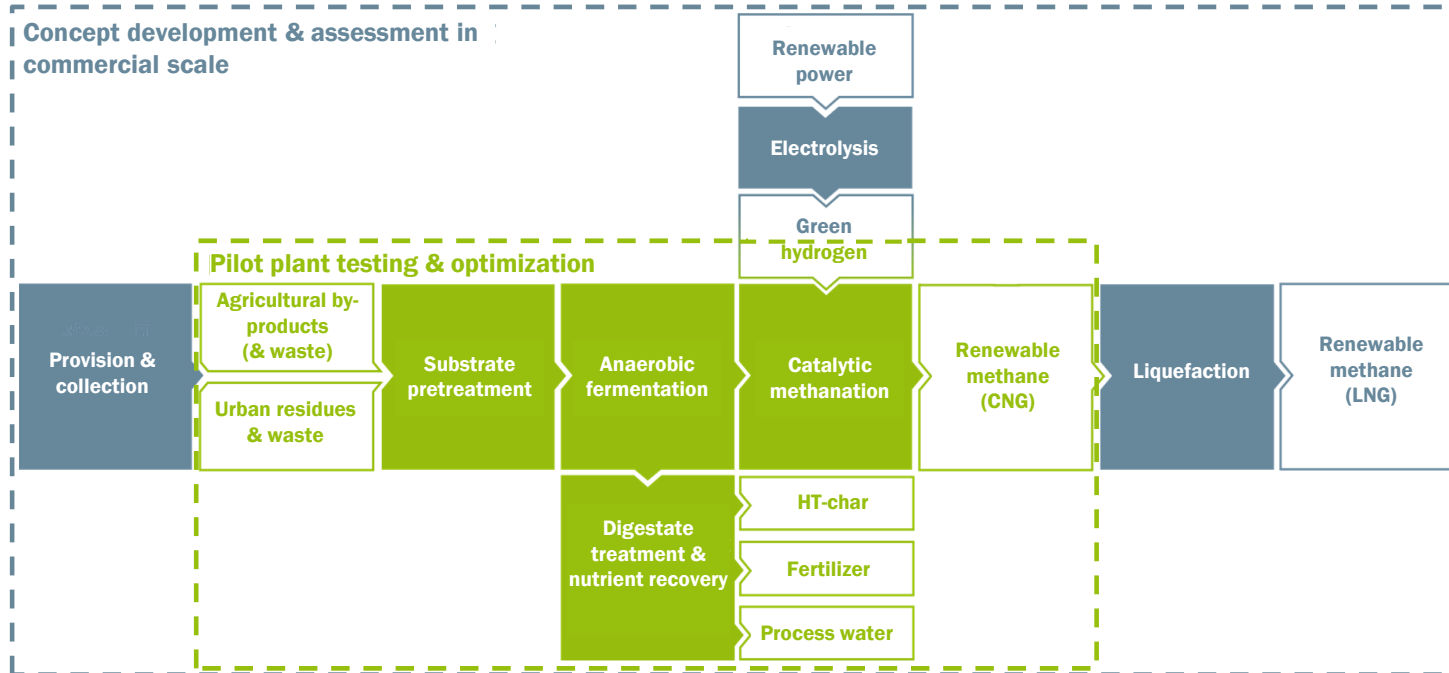 Concept development & assessment in
commercial scale
Renewable
power
Electrolysis
Green
hydrogen
Pilot plant testing & optimization
Provision &
collection
Agricultural by-
products
(& waste)
Urban residues
& waste
Substrate
pretreatment
Anaerobic
fermentation
Catalytic
methanation
Renewable
methane
(CNG)
Liquefaction
Renewable
methane
(LNG)
Digestate
treatment &
nutrient recovery
HT-char
Fertilizer
Process water